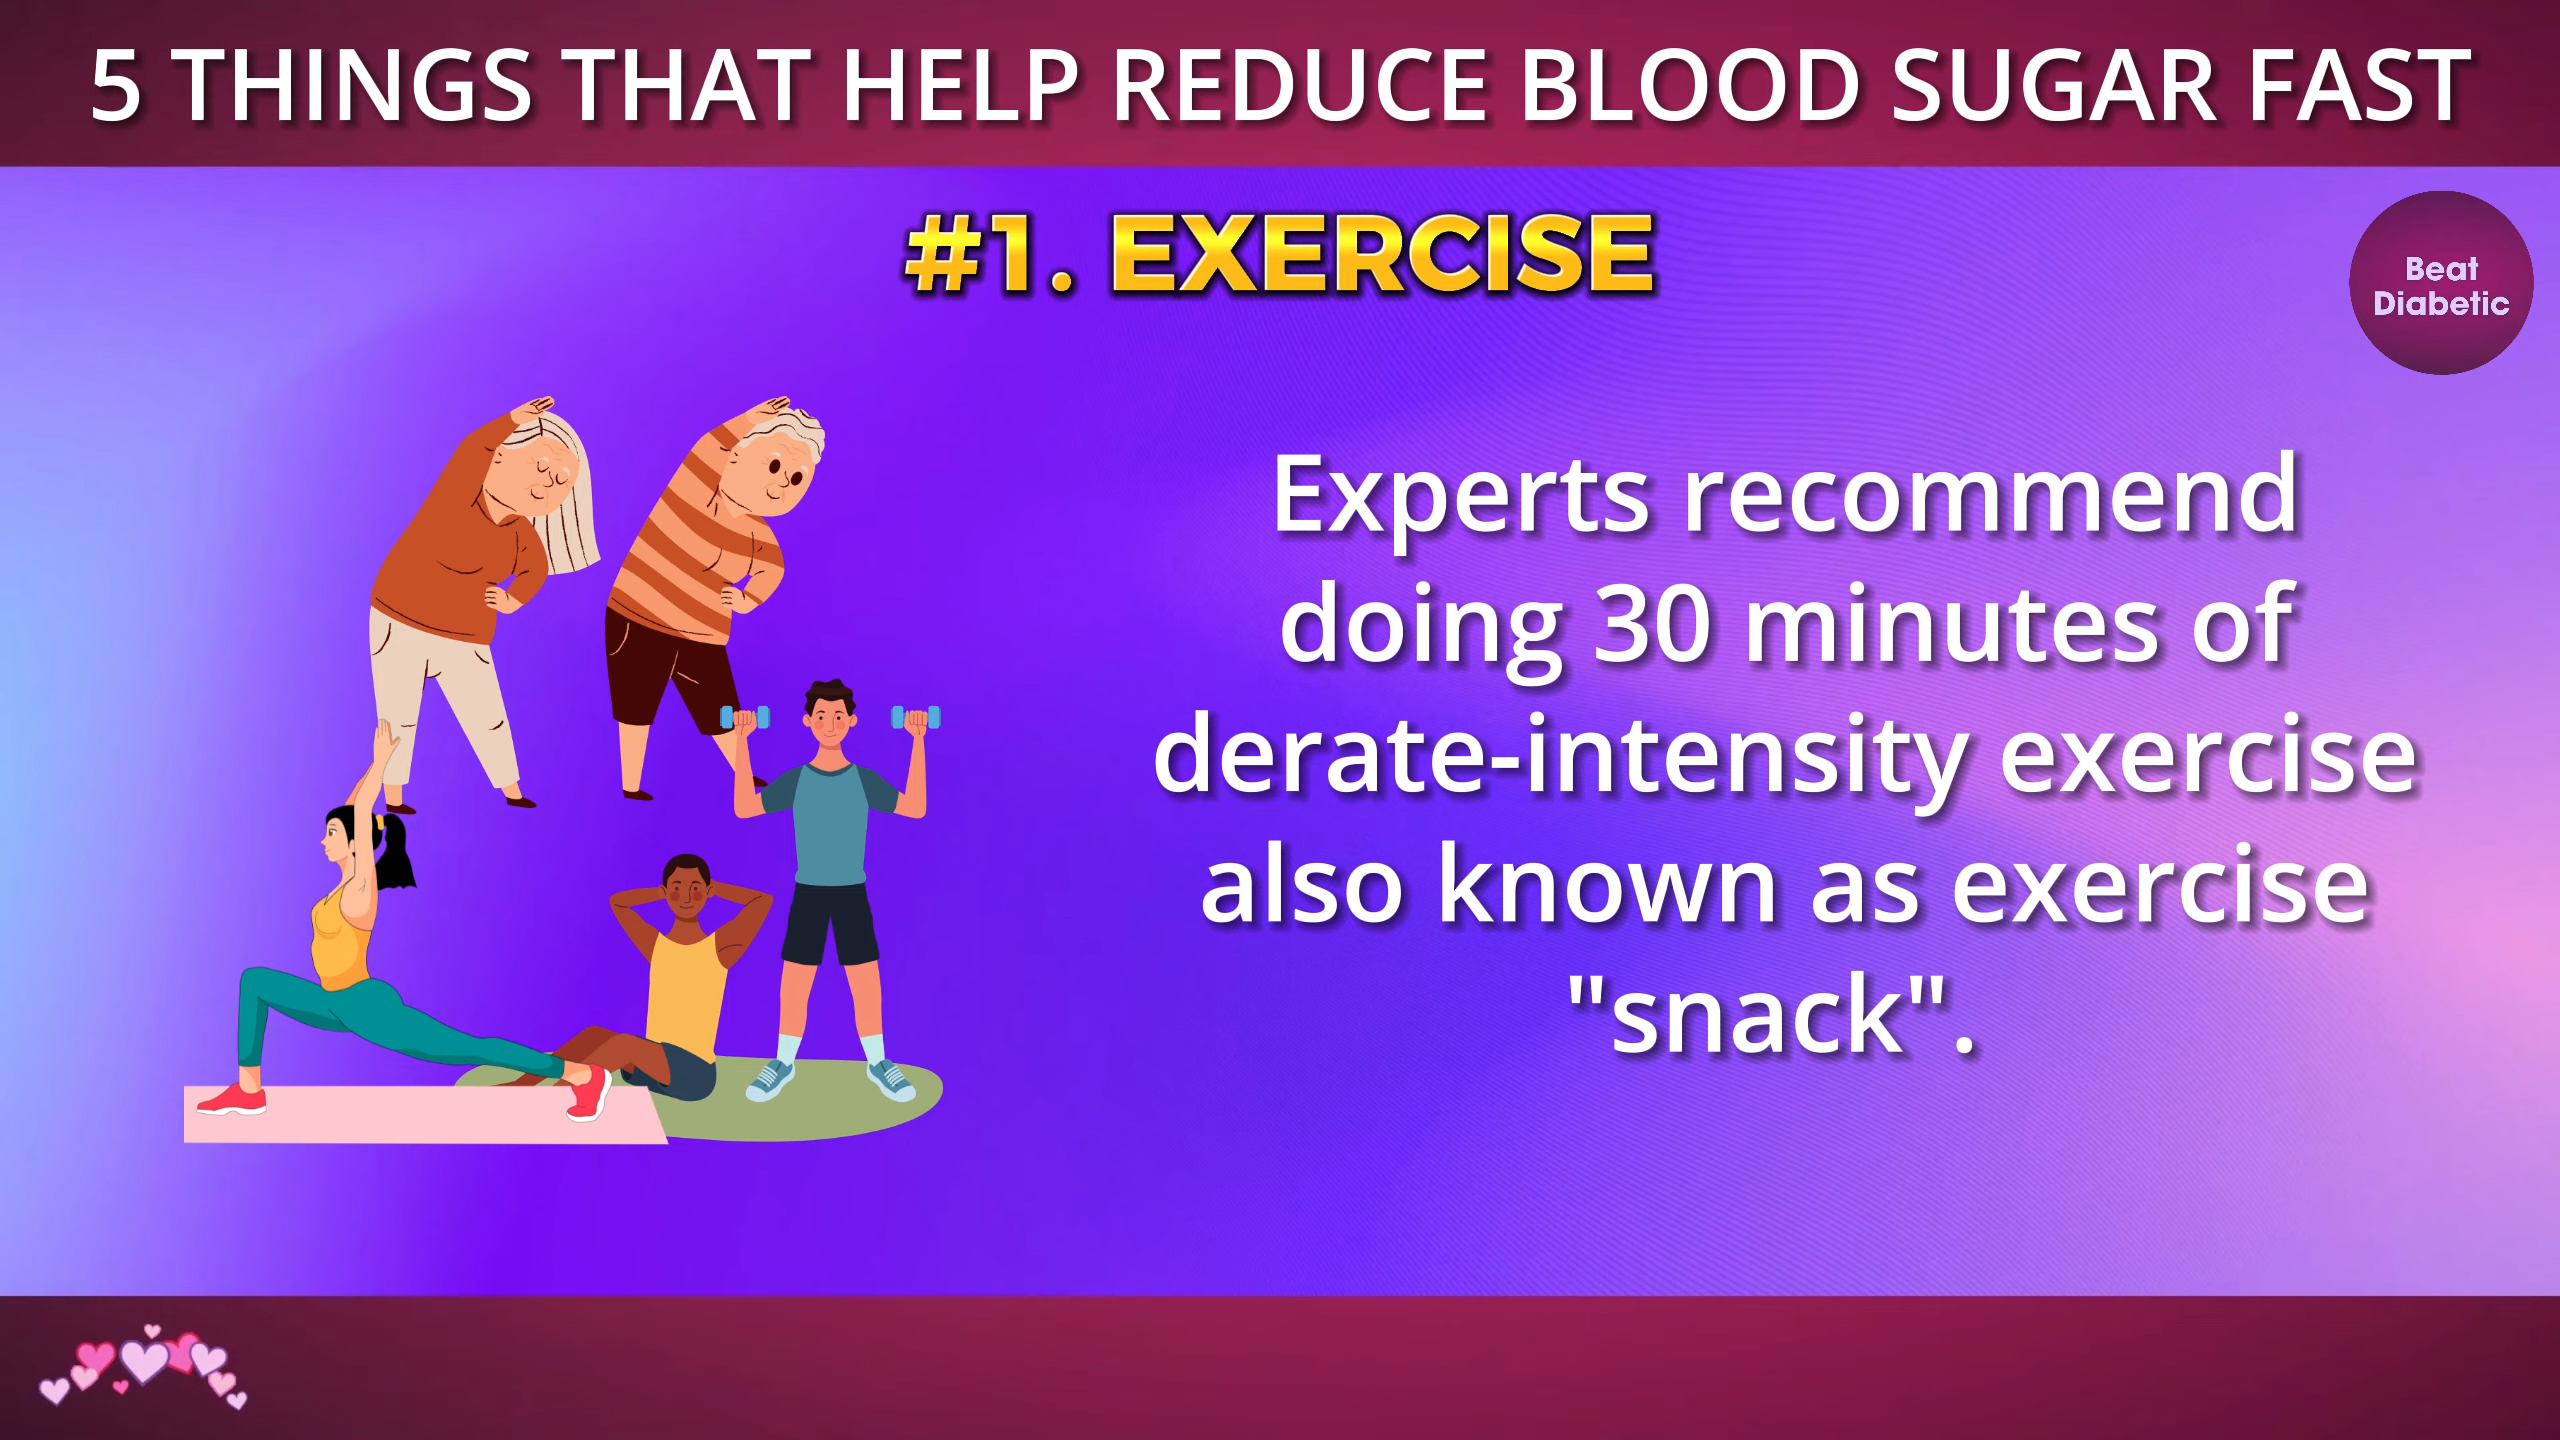 5 THINGS THAT HELP REDUCE BLOOD SUGAR FAST
#1. EXERCISE
Beat
Diabetic
Experts recommend
doing 30 minutes of
derate-intensity exercise
also known as exercise
"snack".